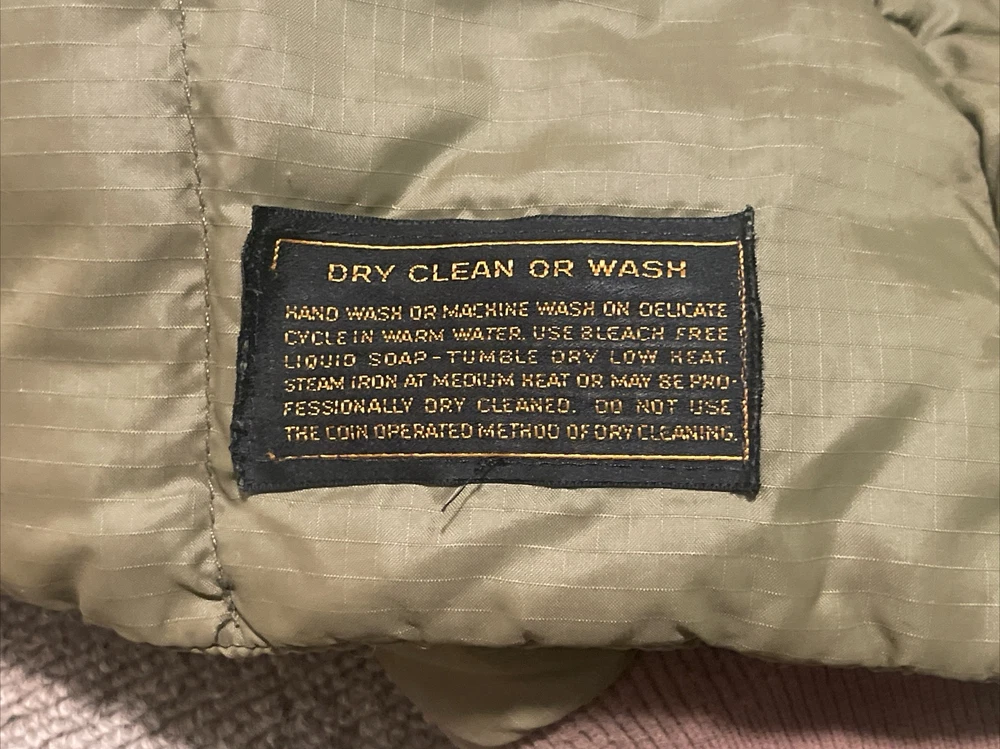 DRY CLEAN OR WASH
HAND WASH OR MACHINE WASH ON DELICATE
CYCLE IN WARM WATER. USE BLEACH FREE
LIQUID SOAP-TUMBLE DRY LOW HEAT.
STEAM IRON AT MEDIUM HEAT OR MAY BE PRO-
FESSIONALLY DRY CLEANED. DO NOT USE
THE COIN OPERATED METHOD OF DRY CLEANING.